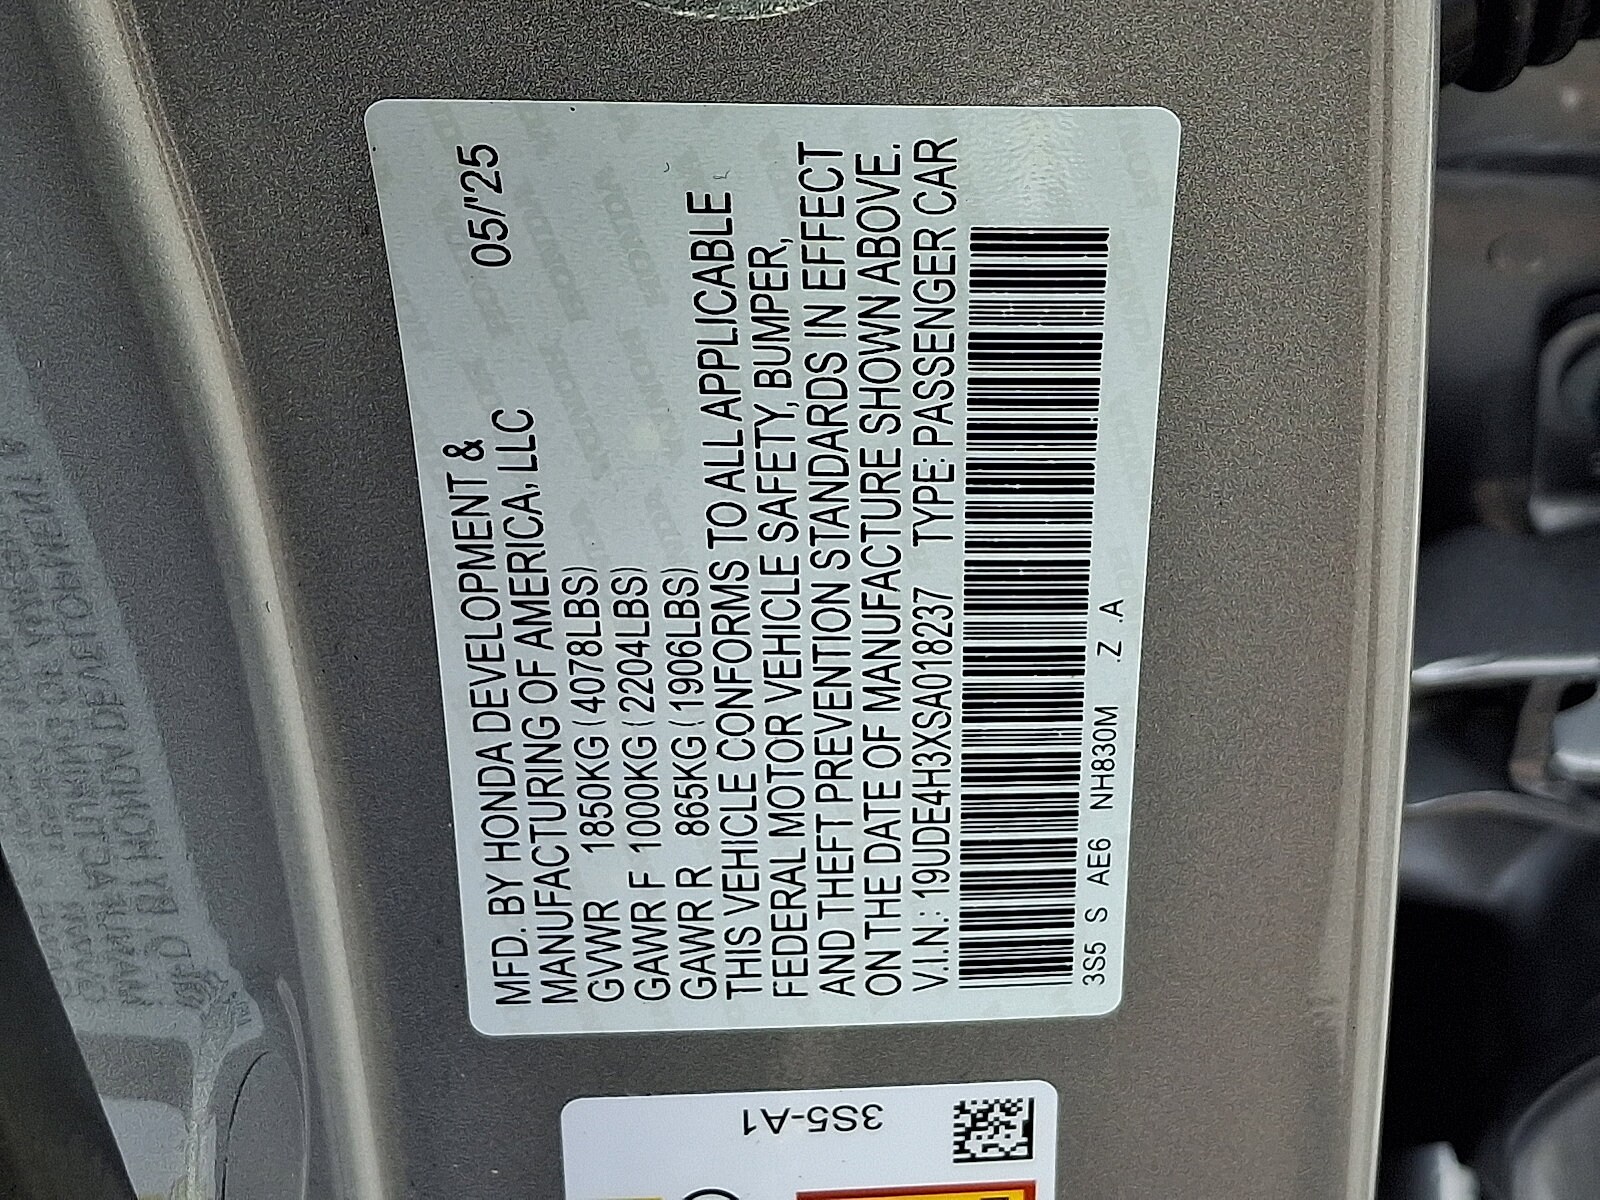 MFD. BY HONDA DEVELOPMENT &
MANUFACTURING OF AMERICA, LLC 05/'25
GVWR 1850KG (4078LBS)
GAWR F 1000KG (2204LBS)
GAWR R 865KG (1906LBS)
THIS VEHICLE CONFORMS TO ALL APPLICABLE
FEDERAL MOTOR VEHICLE SAFETY, BUMPER,
AND THEFT PREVENTION STANDARDS IN EFFECT
ON THE DATE OF MANUFACTURE SHOWN ABOVE.
V.I.N.: 19UDE4H3XSA018237 TYPE: PASSENGER CAR
3S5 S AE6 NH830M .Z .A
3S5-A1